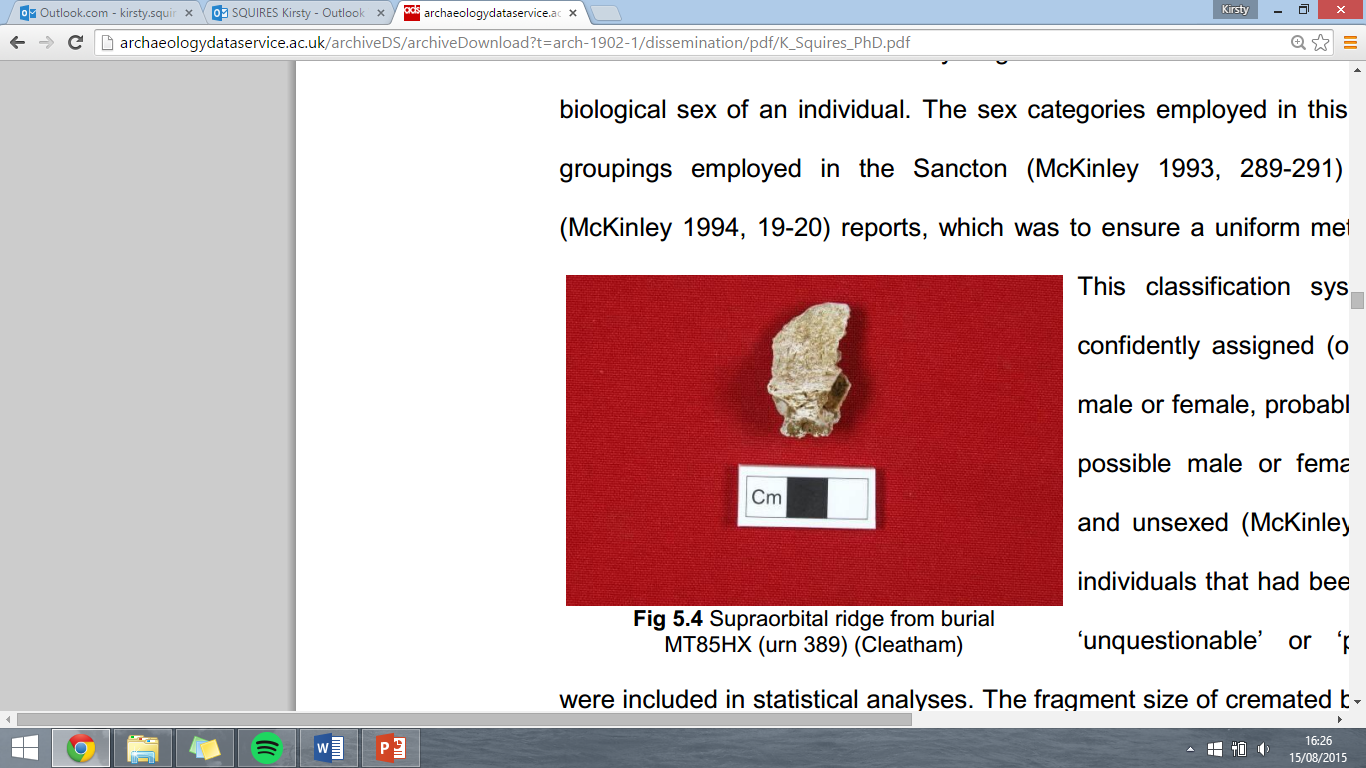 Outlook.com - kirsty.squir
SQUIRES Kirsty - Outlook
ads
archaeologydataservice.ac
Kirsty
archaeologydataservice.ac.uk/archiveDS/archiveDownload?t=arch-1902-1/dissemination/pdf/K_Squires_PhD.pdf
biological sex of an individual. The sex categories employed in this
groupings employed in the Sancton (McKinley 1993, 289-291)
(McKinley 1994, 19-20) reports, which was to ensure a uniform met
This classification sys
confidently assigned (o
male or female, probabl
possible male or fema
and unsexed (McKinley
individuals that had bee
‘unquestionable’ or ‘p
Cm
Fig 5.4 Supraorbital ridge from burial
MT85HX (urn 389) (Cleatham)
were included in statistical analyses. The fragment size of cremated b
16:26
15/08/2015